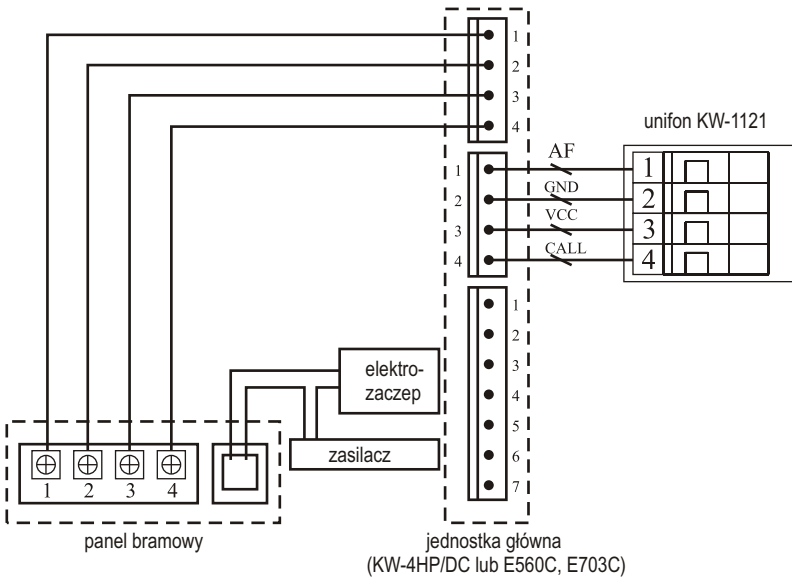 1
2
3
4
unifon KW-1121
1
2
3
4
AF
GND
VCC
CALL
1
2
3
4
1
2
3
4
5
6
7
elektro-
zaczep
zasilacz
1 2 3 4
panel bramowy
jednostka główna
(KW-4HP/DC lub E560C, E703C)